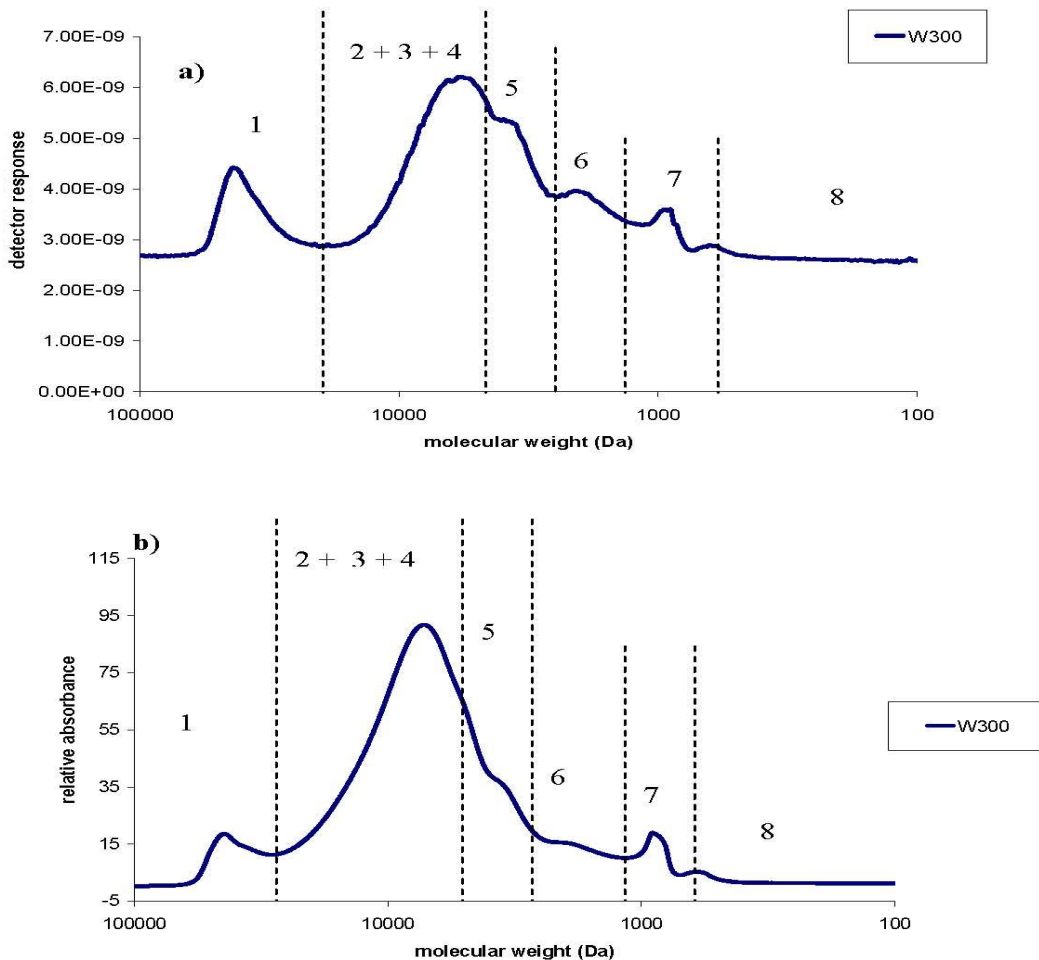 W300
7.00E-09
2 + 3 + 4
a)
6.00E-09
5
5.00E-09
1
6
4.00E-09
7
8
3.00E-09
2.00E-09
1.00E-09
0.00E+00
detector response
100000 10000 1000 100
molecular weight (Da)
b)
115
2 + 3 + 4
95
5
75
1
55
W300
6
35
7
8
15
-5
relative absorbance
100000 10000 1000 100
molecular weight (Da)